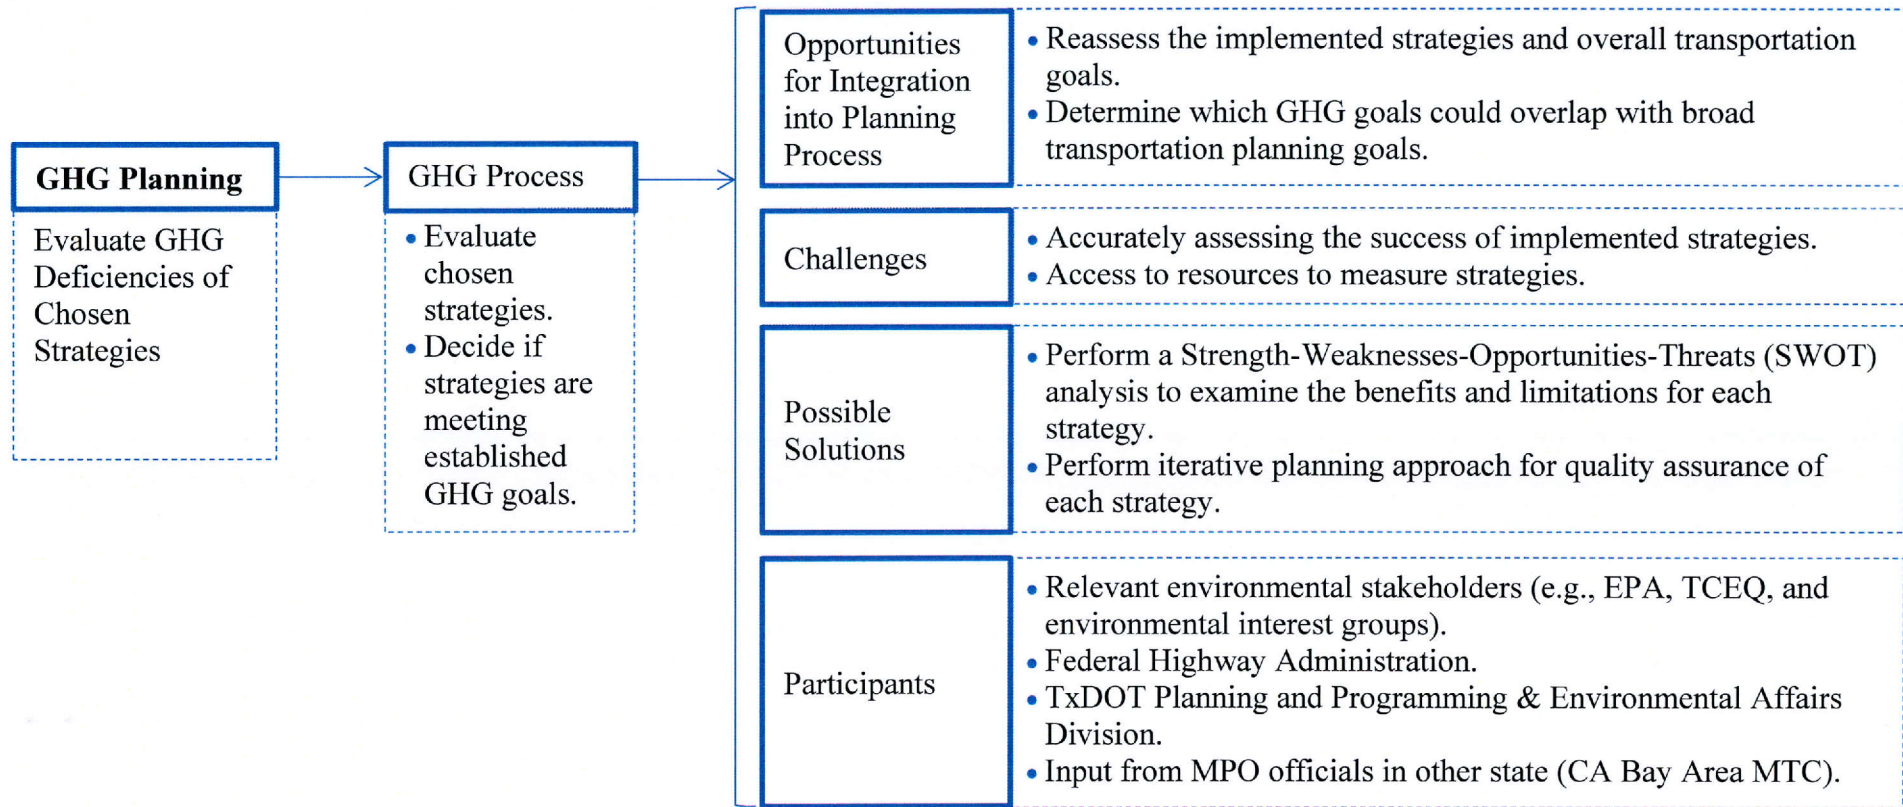 GHG Planning
Evaluate GHG
Deficiencies of
Chosen
Strategies
GHG Process
• Evaluate
chosen
strategies.
• Decide if
strategies are
meeting
established
GHG goals.
Opportunities
for Integration
into Planning
Process
• Reassess the implemented strategies and overall transportation
goals.
• Determine which GHG goals could overlap with broad
transportation planning goals.
Challenges
• Accurately assessing the success of implemented strategies.
• Access to resources to measure strategies.
Possible
Solutions
• Perform a Strength-Weaknesses-Opportunities-Threats (SWOT)
analysis to examine the benefits and limitations for each
strategy.
• Perform iterative planning approach for quality assurance of
each strategy.
Participants
• Relevant environmental stakeholders (e.g., EPA, TCEQ, and
environmental interest groups).
• Federal Highway Administration.
• TxDOT Planning and Programming & Environmental Affairs
Division.
• Input from MPO officials in other state (CA Bay Area MTC).